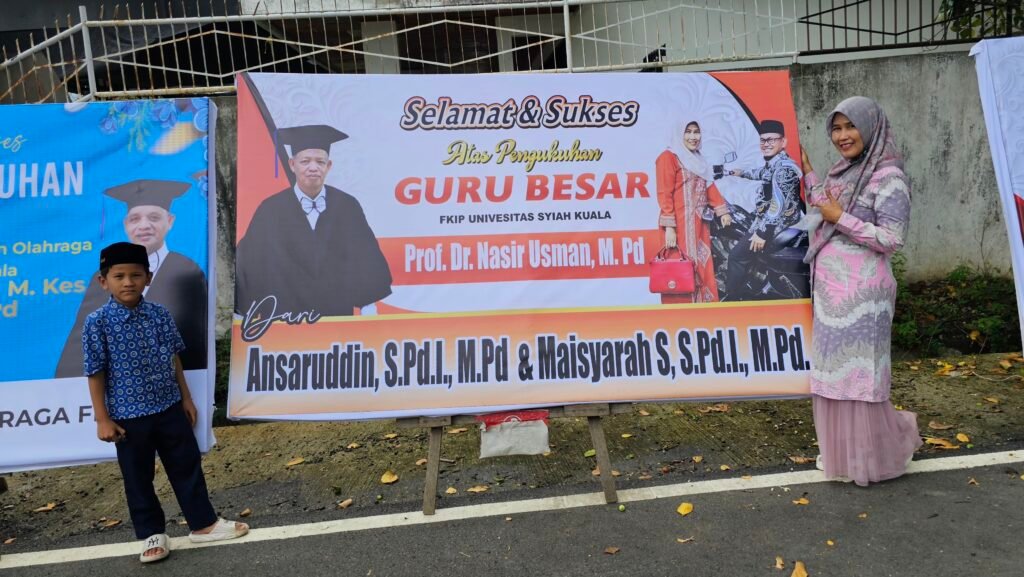 Selamat & Sukses
Atas Pengukuhan
GURU BESAR
FKIP UNIVESITAS SYIAH KUALA
Prof. Dr. Nasir Usman, M. Pd
Dari
Ansaruddin, S.Pd.I., M.Pd & Maisyarah S, S.Pd.I., M.Pd.
UHAN
Olahraga
M. Kes
Pd
RAGA F